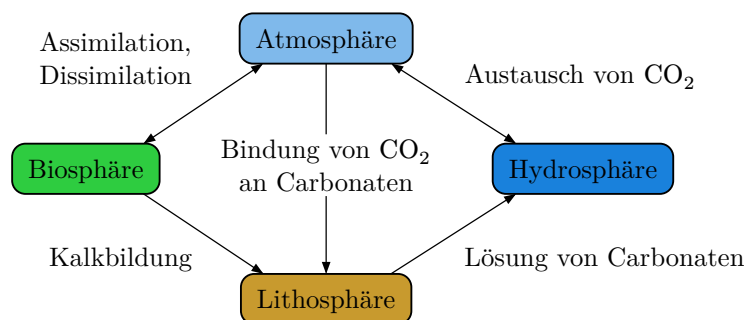 Atmosphäre
Assimilation,
Dissimilation
Austausch von CO₂
Bindung von CO₂
an Carbonaten
Biosphäre
Hydrosphäre
Kalkbildung
Lösung von Carbonaten
Lithosphäre